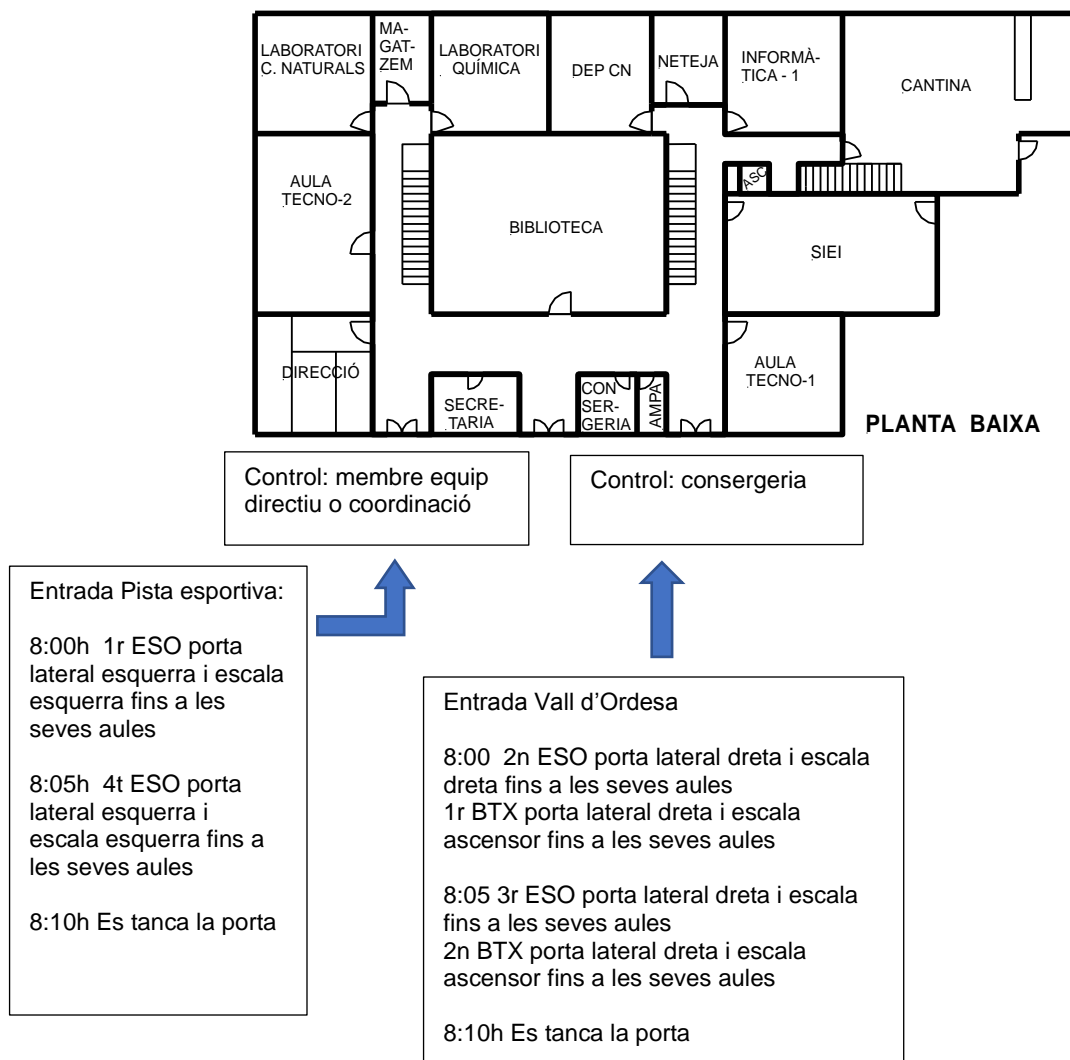 LABORATORI
C. NATURALS
MA-
GATZEM
LABORATORI
QUÍMICA
DEP CN
NETEJA
INFORMÀ-
TICA - 1
CANTINA
AULA
TECNO-2
BIBLIOTECA
ASC
SIEI
DIRECCIÓ
SECRE-
TARIA
CON
SER-
GERIA
AMPA
AULA
TECNO-1
PLANTA BAIXA
Control: membre equip
directiu o coordinació
Control: consergeria
Entrada Pista esportiva:
8:00h 1r ESO porta
lateral esquerra i escala
esquerra fins a les
seves aules
8:05h 4t ESO porta
lateral esquerra i
escala esquerra fins a
les seves aules
8:10h Es tanca la porta
Entrada Vall d’Ordesa
8:00 2n ESO porta lateral dreta i escala
dreta fins a les seves aules
1r BTX porta lateral dreta i escala
ascensor fins a les seves aules
8:05 3r ESO porta lateral dreta i escala
fins a les seves aules
2n BTX porta lateral dreta i escala
ascensor fins a les seves aules
8:10h Es tanca la porta